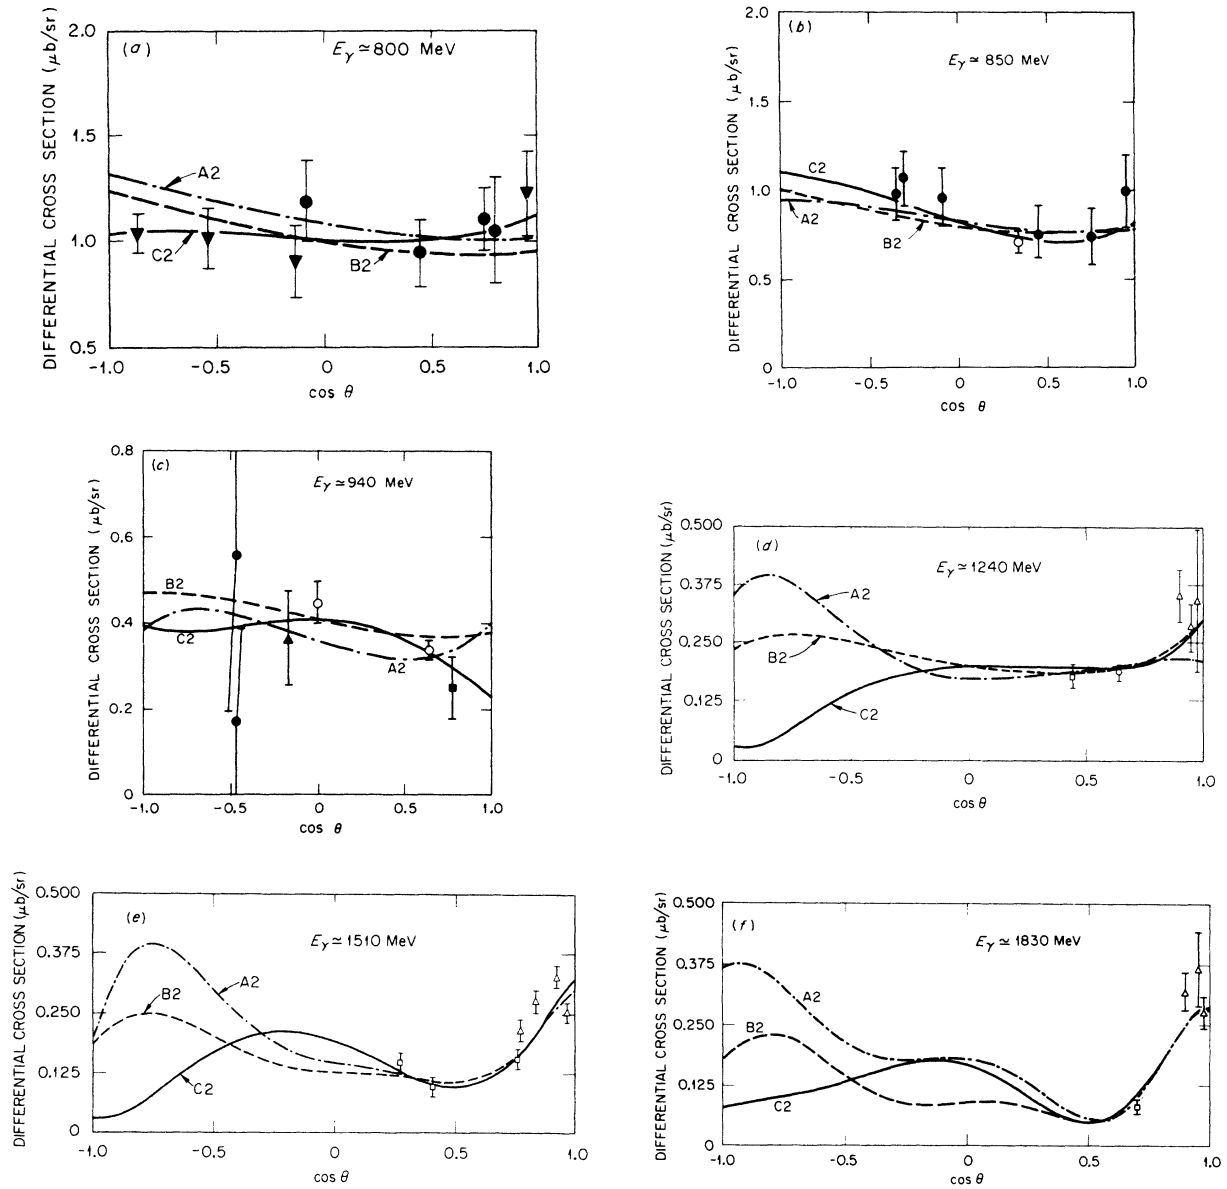 (a) E_γ ≃ 800 MeV
DIFFERENTIAL CROSS SECTION (μb/sr)
2.0
1.5
1.0
0.5
A2
C2
B2
-1.0 -0.5 0 0.5 1.0
cos θ
(b) E_γ ≃ 850 MeV
DIFFERENTIAL CROSS SECTION (μb/sr)
2.0
1.5
1.0
0.5
0
C2
A2
B2
-1.0 -0.5 0 0.5 1.0
cos θ
(c) E_γ ≃ 940 MeV
DIFFERENTIAL CROSS SECTION (μb/sr)
0.8
0.6
0.4
0.2
0
B2
C2
A2
-1.0 -0.5 0 0.5 1.0
cos θ
(d) E_γ ≃ 1240 MeV
DIFFERENTIAL CROSS SECTION (μb/sr)
0.500
0.375
0.250
0.125
0
A2
B2
C2
-1.0 -0.5 0 0.5 1.0
cos θ
(e) E_γ ≃ 1510 MeV
DIFFERENTIAL CROSS SECTION (μb/sr)
0.500
0.375
0.250
0.125
0
A2
B2
C2
-1.0 -0.5 0.0 0.5 1.0
cos θ
(f) E_γ ≃ 1830 MeV
DIFFERENTIAL CROSS SECTION (μb/sr)
0.500
0.375
0.250
0.125
0
A2
B2
C2
-1.0 -0.5 0 0.5 1.0
cos θ